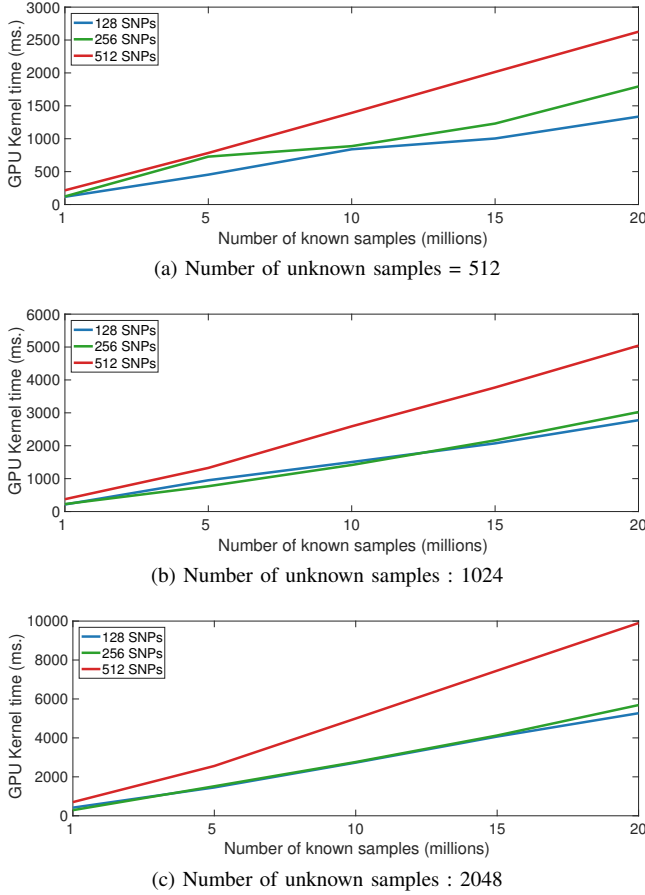 3000
2500
2000
1500
1000
500
0
GPU Kernel time (ms.)
128 SNPs
256 SNPs
512 SNPs
1 5 10 15 20
Number of known samples (millions)
(a) Number of unknown samples = 512
6000
5000
4000
3000
2000
1000
0
GPU Kernel time (ms.)
128 SNPs
256 SNPs
512 SNPs
1 5 10 15 20
Number of known samples (millions)
(b) Number of unknown samples : 1024
10000
8000
6000
4000
2000
0
GPU Kernel time (ms.)
128 SNPs
256 SNPs
512 SNPs
1 5 10 15 20
Number of known samples (millions)
(c) Number of unknown samples : 2048